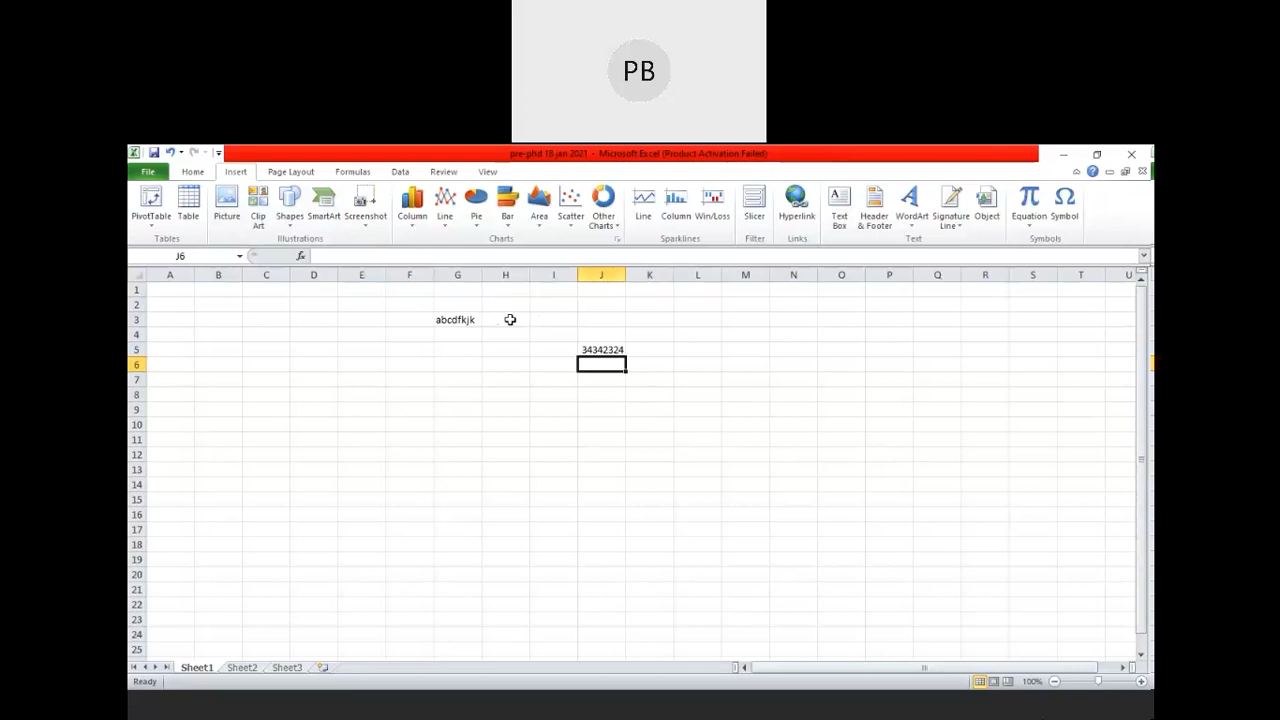 PB
pre-phd 18 jan 2021 - Microsoft Excel (Product Activation Failed)
File Home Insert Page Layout Formulas Data Review View
PivotTable Table Picture Clip Art Shapes SmartArt Screenshot Column Line Pie Bar Area Scatter Other Charts Line Column Win/Loss Slicer Hyperlink Text Box Header & Footer WordArt Signature Line Object Equation Symbol
Tables Illustrations Charts Sparklines Filter Links Text Symbols
J6 fx
A B C D E F G H I J K L M N O P Q R S T U
1
2
3 abcdfkjk
4
5 34342324
6
7
8
9
10
11
12
13
14
15
16
17
18
19
20
21
22
23
24
25
Sheet1 Sheet2 Sheet3
Ready 100%